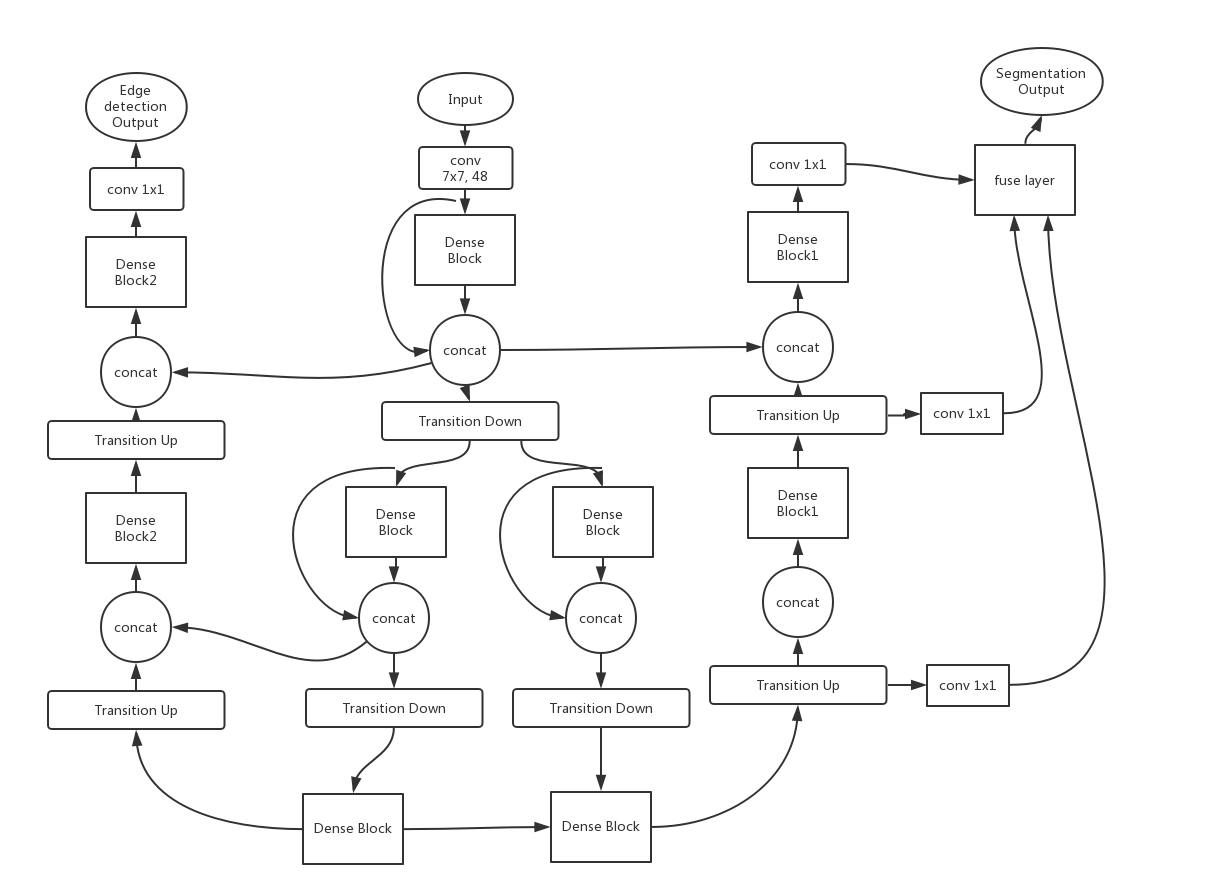 Edge
detection
Output
conv 1x1
Dense
Block2
concat
Transition Up
Dense
Block2
concat
Transition Up
Input
conv
7x7, 48
Dense
Block
concat
Transition Down
Dense
Block
concat
Transition Down
Dense Block
Dense
Block
concat
Transition Down
Dense Block
conv 1x1
Dense
Block1
concat
Transition Up
conv 1x1
Dense
Block1
concat
Transition Up
conv 1x1
Segmentation
Output
fuse layer